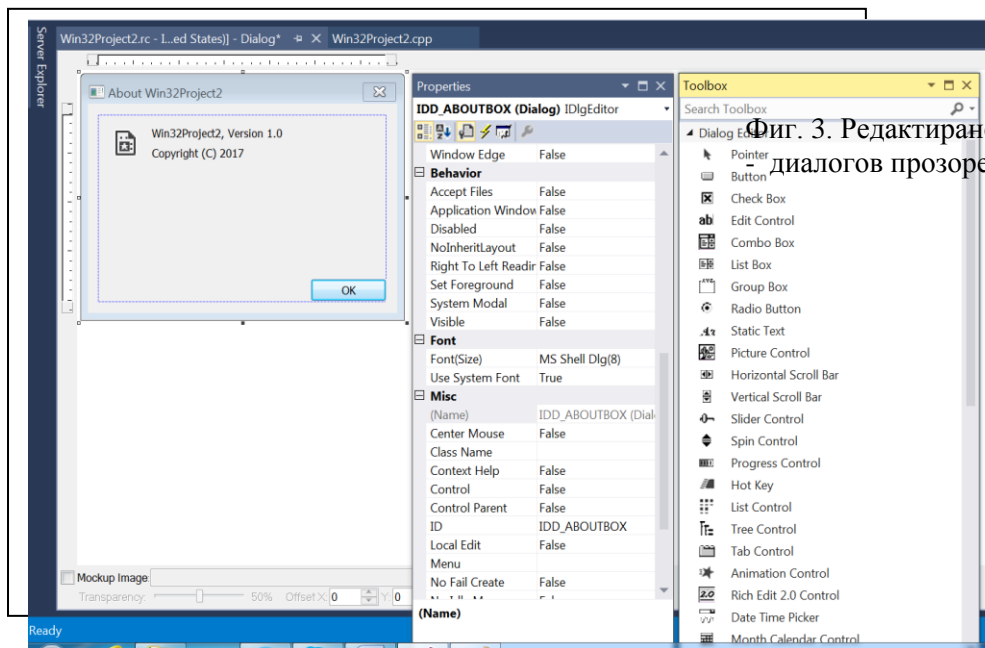 Server Explorer
Win32Project2.rc - I...ed States)] - Dialog* Win32Project2.cpp
About Win32Project2
Win32Project2, Version 1.0
Copyright (C) 2017
OK
Mockup Image:
Transparency: 50% Offset X: 0 Y: 0
Ready
Properties
IDD_ABOUTBOX (Dialog) IDlgEditor
Window Edge False
Behavior
Accept Files False
Application Window False
Disabled False
NoInheritLayout False
Right To Left Readin False
Set Foreground False
System Modal False
Visible False
Font
Font(Size) MS Shell Dlg(8)
Use System Font True
Misc
(Name) IDD_ABOUTBOX (Dial
Center Mouse False
Class Name
Context Help False
Control False
Control Parent False
ID IDD_ABOUTBOX
Local Edit False
Menu
No Fail Create False
(Name)
Toolbox
Search Toolbox
Dialog Editor
Pointer
Button
Check Box
Edit Control
Combo Box
List Box
Group Box
Radio Button
Static Text
Picture Control
Horizontal Scroll Bar
Vertical Scroll Bar
Slider Control
Spin Control
Progress Control
Hot Key
List Control
Tree Control
Tab Control
Animation Control
Rich Edit 2.0 Control
Date Time Picker
Month Calendar Control
Фиг. 3. Редактиран
- диалогов прозоре